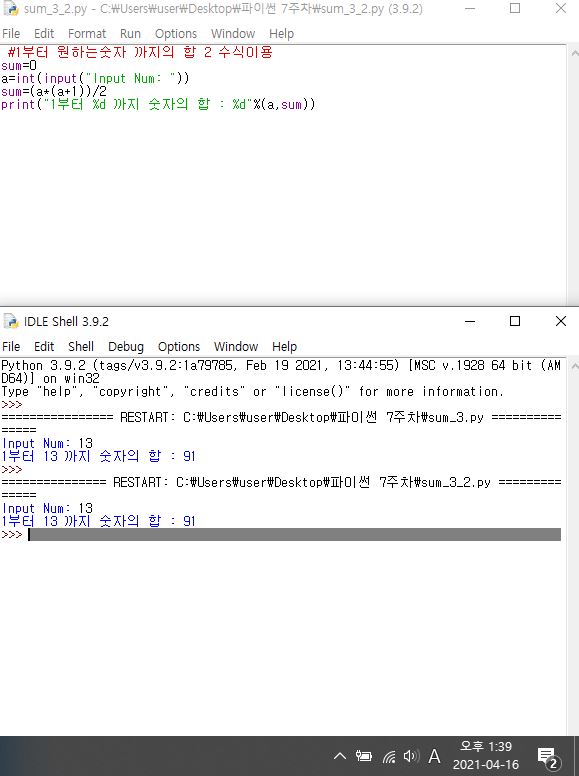 sum_3_2.py - C:₩Users₩user₩Desktop₩파이썬 7주차₩sum_3_2.py (3.9.2)
File Edit Format Run Options Window Help
#1부터 원하는숫자 까지의 합 2 수식이용
sum=0
a=int(input("Input Num: "))
sum=(a*(a+1))/2
print("1부터 %d 까지 숫자의 합 : %d"%(a,sum))
IDLE Shell 3.9.2
File Edit Shell Debug Options Window Help
Python 3.9.2 (tags/v3.9.2:1a79785, Feb 19 2021, 13:44:55) [MSC v.1928 64 bit (AM
D64)] on win32
Type "help", "copyright", "credits" or "license()" for more information.
>>>
================ RESTART: C:₩Users₩user₩Desktop₩파이썬 7주차₩sum_3.py ==========
=====
Input Num: 13
1부터 13 까지 숫자의 합 : 91
>>>
=============== RESTART: C:₩Users₩user₩Desktop₩파이썬 7주차₩sum_3_2.py =========
=====
Input Num: 13
1부터 13 까지 숫자의 합 : 91
>>>
A 오후 1:39
2021-04-16 2